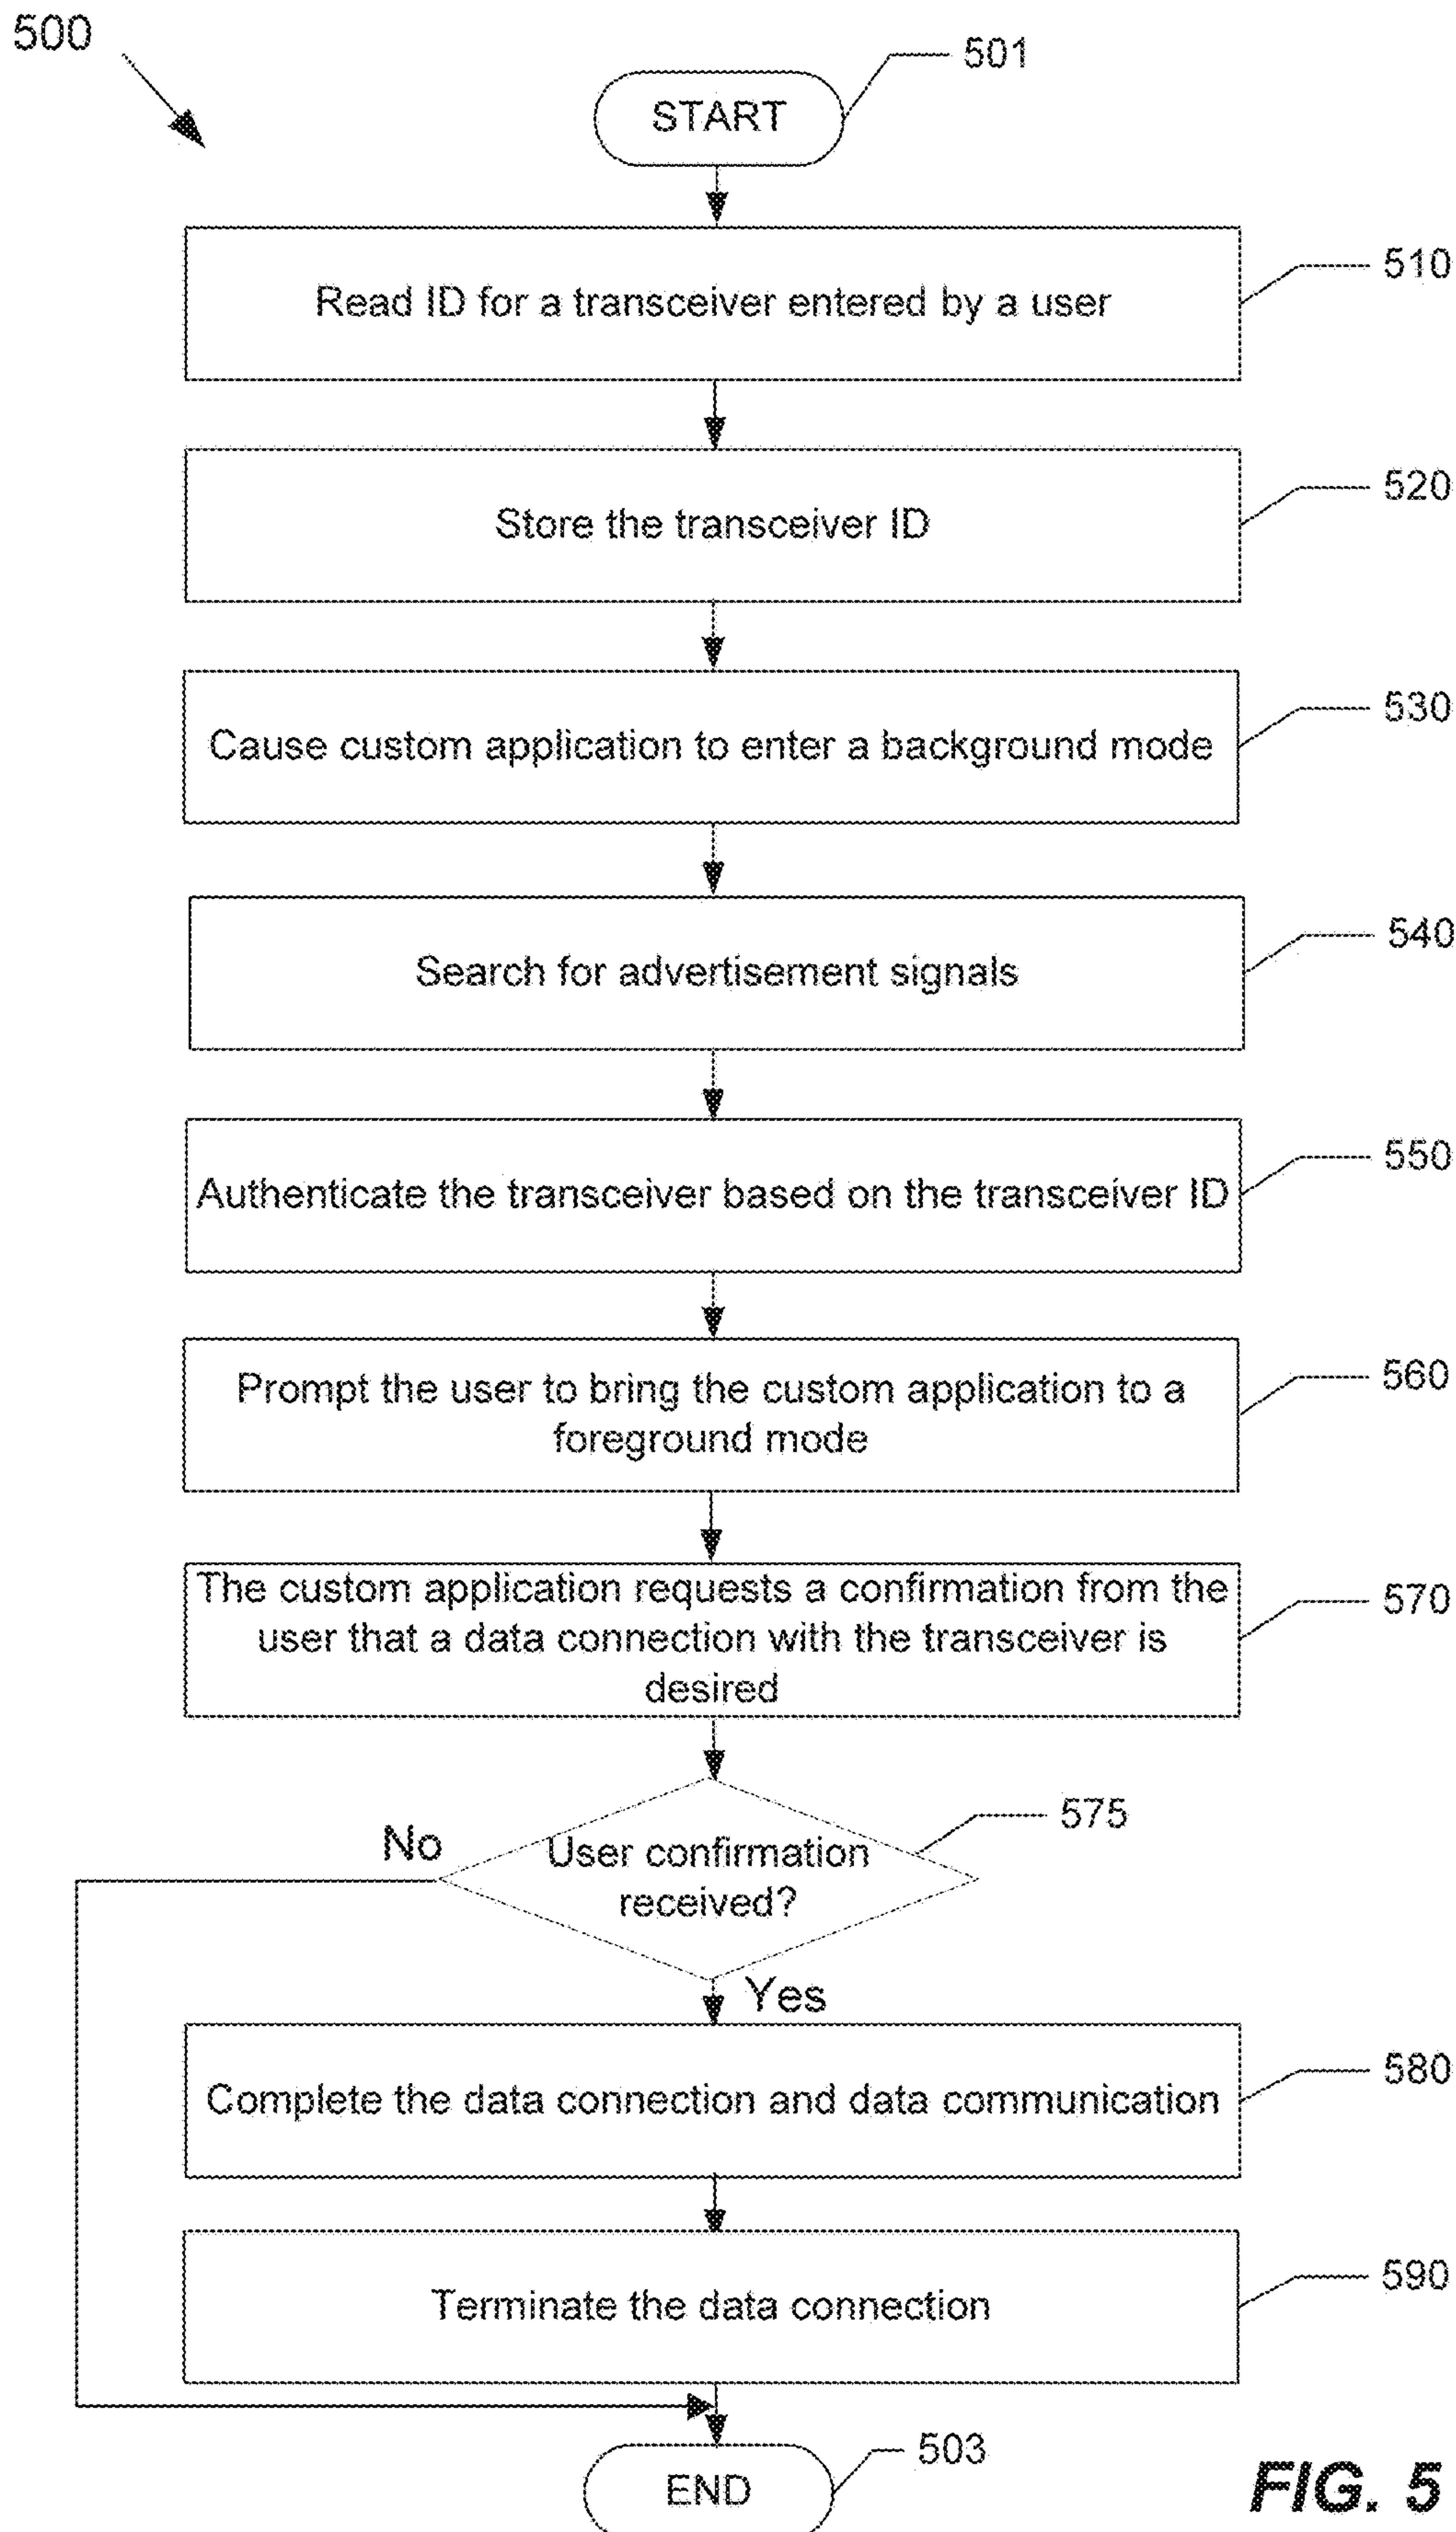 500
501
START
510
Read ID for a transceiver entered by a user
520
Store the transceiver ID
530
Cause custom application to enter a background mode
540
Search for advertisement signals
550
Authenticate the transceiver based on the transceiver ID
560
Prompt the user to bring the custom application to a
foreground mode
570
The custom application requests a confirmation from the
user that a data connection with the transceiver is
desired
575
No
User confirmation
received?
Yes
580
Complete the data connection and data communication
590
Terminate the data connection
503
END
FIG. 5